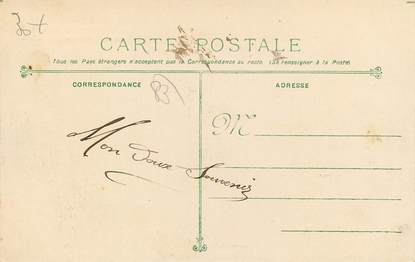 CARTE POSTALE
Tous les Pays étrangers n'acceptent pas la Correspondance au recto. (Se renseigner à la Poste).
CORRESPONDANCE
ADRESSE
M
Mon Doux Souvenir